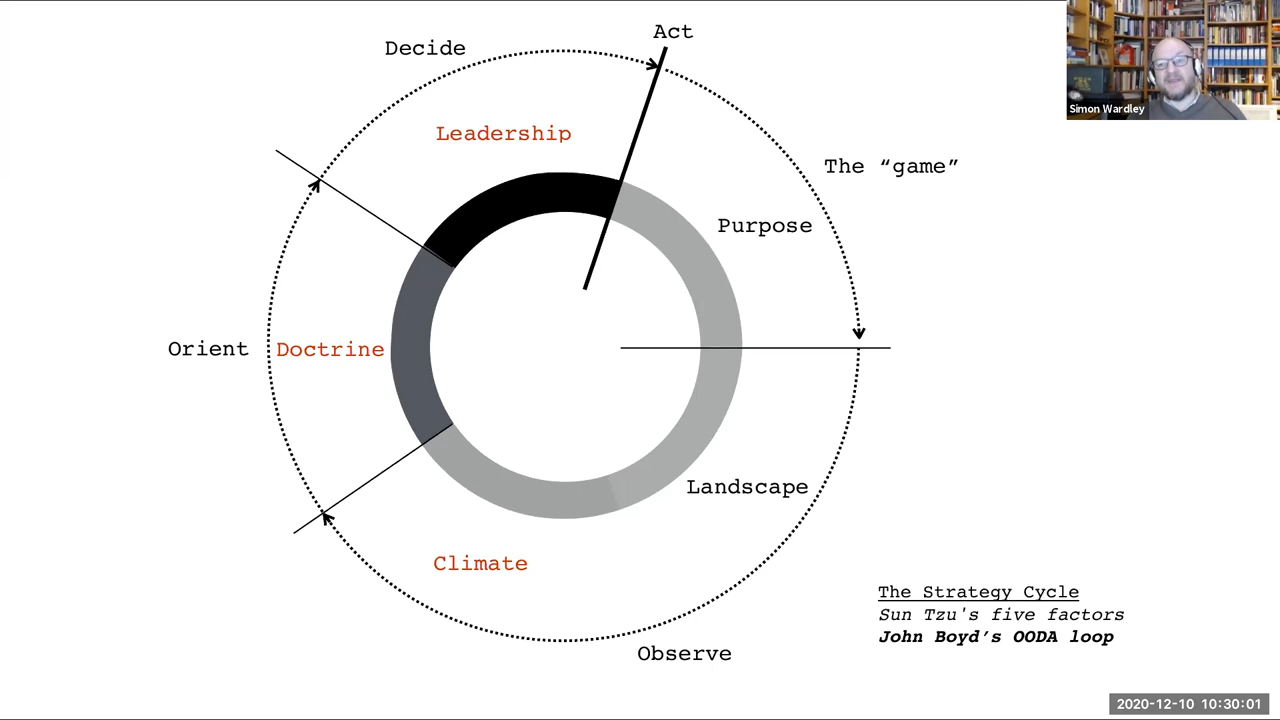 Decide
Act
Simon Wardley
Leadership
The “game”
Purpose
Orient
Doctrine
Landscape
Climate
The Strategy Cycle
Sun Tzu's five factors
John Boyd’s OODA loop
Observe
2020-12-10 10:30:01